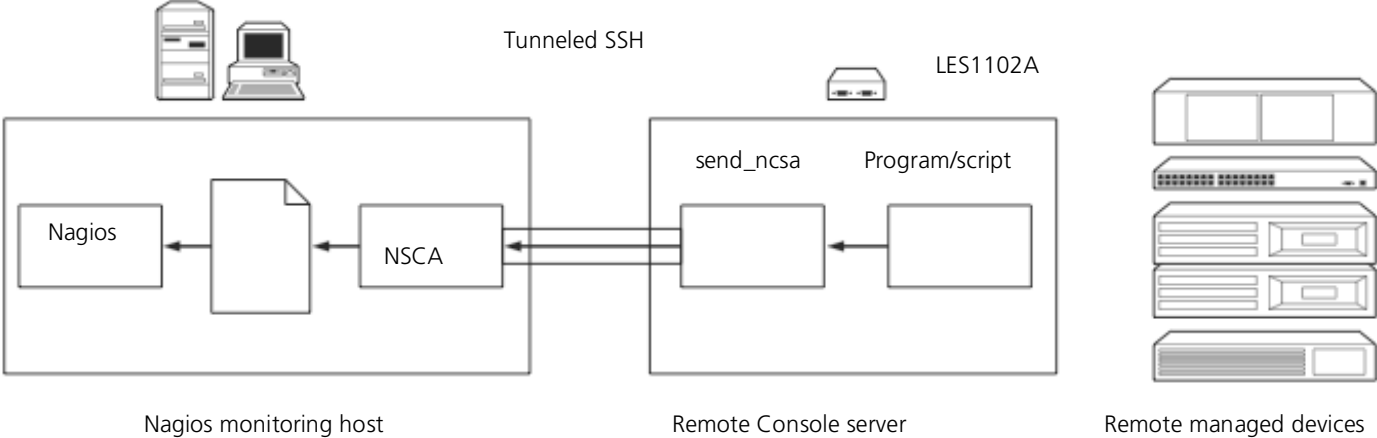 Tunneled SSH
LES1102A
send_ncsa
Program/script
Nagios
NSCA
Nagios monitoring host
Remote Console server
Remote managed devices